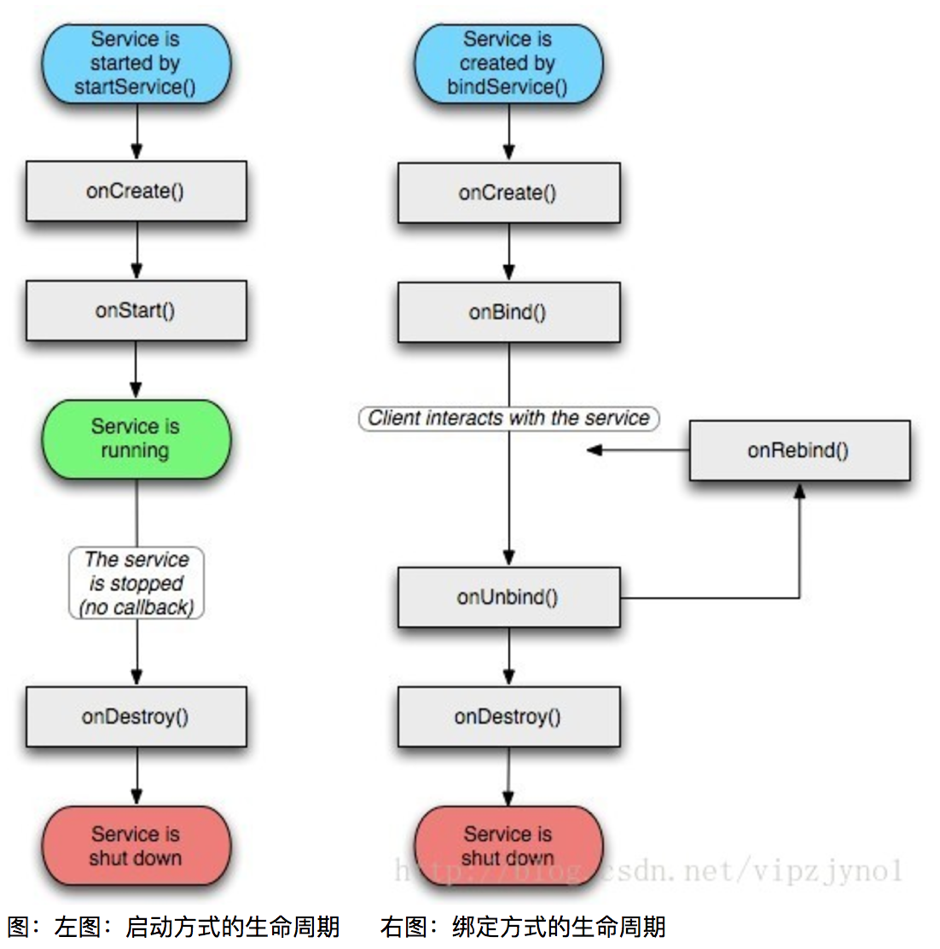 Service is
started by
startService()
onCreate()
onStart()
Service is
running
The service
is stopped
(no callback)
onDestroy()
Service is
shut down
Service is
created by
bindService()
onCreate()
onBind()
Client interacts with the service
onRebind()
onUnbind()
onDestroy()
Service is
shut down
http://blog.csdn.net/vipzjyno1
图：左图：启动方式的生命周期 右图：绑定方式的生命周期